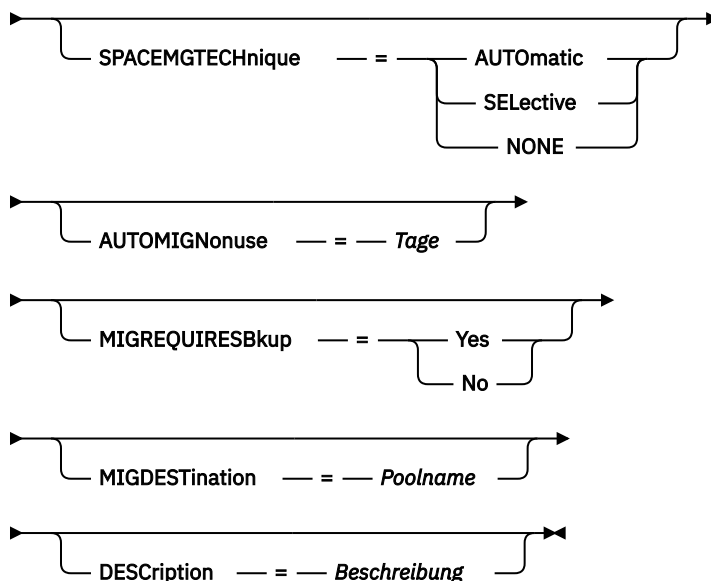 SPACEMGTECHnique = AUTOmatic
SELective
NONE
AUTOMIGNonuse = Tage
MIGREQUIRESBkup = Yes
No
MIGDESTination = Poolname
DESCription = Beschreibung